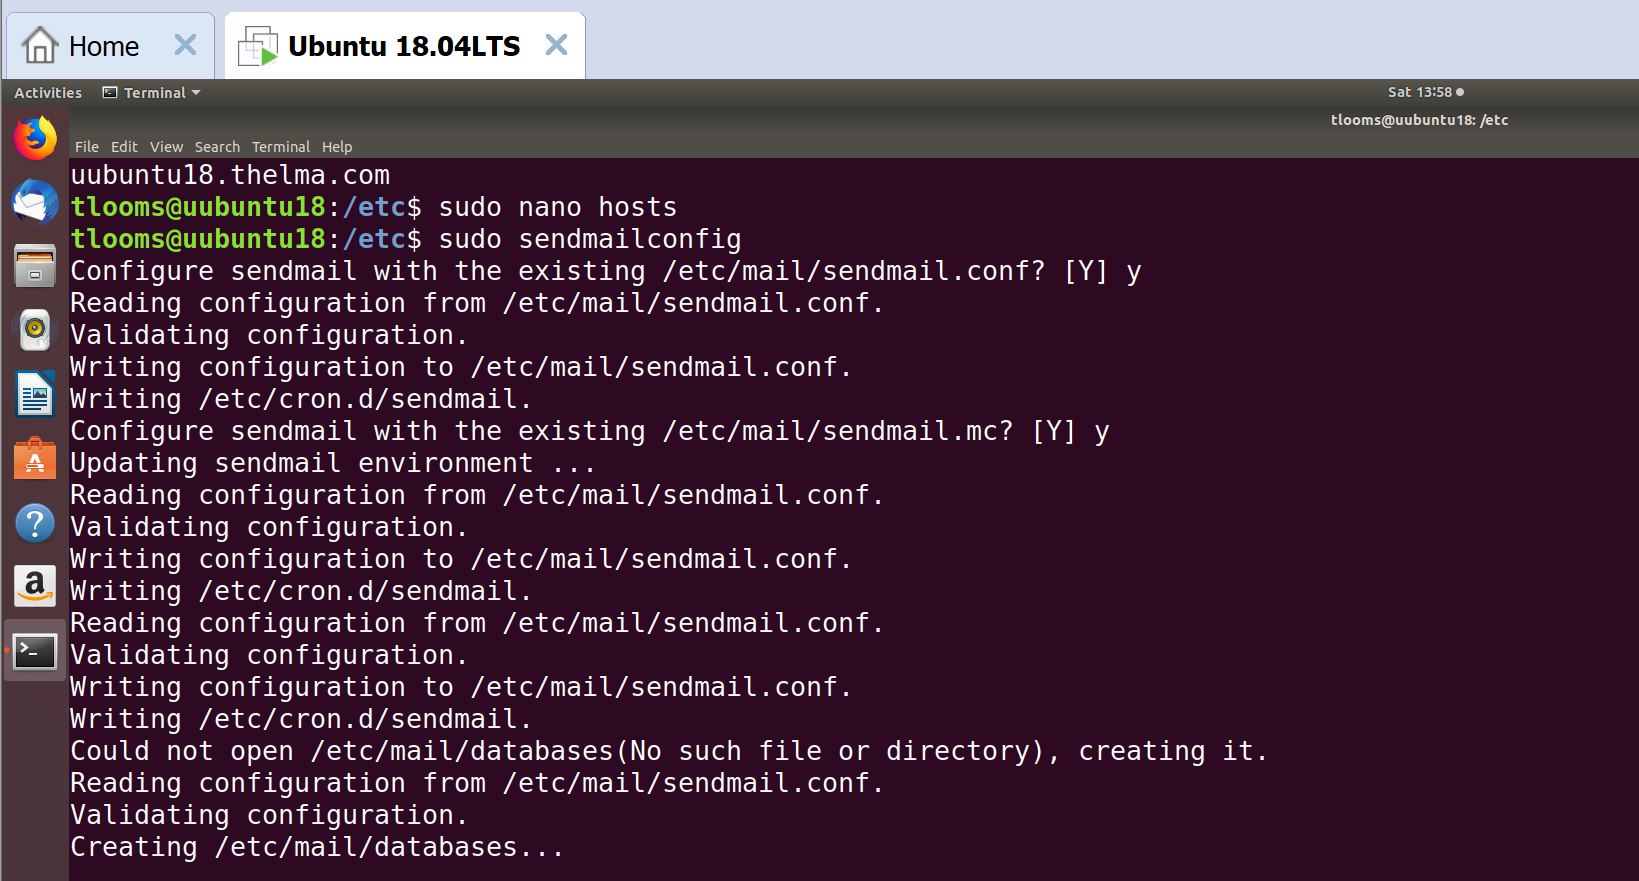 Home
Ubuntu 18.04LTS
Activities Terminal Sat 13:58
tlooms@uubuntu18: /etc
File Edit View Search Terminal Help
uubuntu18.thelma.com
tlooms@uubuntu18:/etc$ sudo nano hosts
tlooms@uubuntu18:/etc$ sudo sendmailconfig
Configure sendmail with the existing /etc/mail/sendmail.conf? [Y] y
Reading configuration from /etc/mail/sendmail.conf.
Validating configuration.
Writing configuration to /etc/mail/sendmail.conf.
Writing /etc/cron.d/sendmail.
Configure sendmail with the existing /etc/mail/sendmail.mc? [Y] y
Updating sendmail environment ...
Reading configuration from /etc/mail/sendmail.conf.
Validating configuration.
Writing configuration to /etc/mail/sendmail.conf.
Writing /etc/cron.d/sendmail.
Reading configuration from /etc/mail/sendmail.conf.
Validating configuration.
Writing configuration to /etc/mail/sendmail.conf.
Writing /etc/cron.d/sendmail.
Could not open /etc/mail/databases(No such file or directory), creating it.
Reading configuration from /etc/mail/sendmail.conf.
Validating configuration.
Creating /etc/mail/databases...